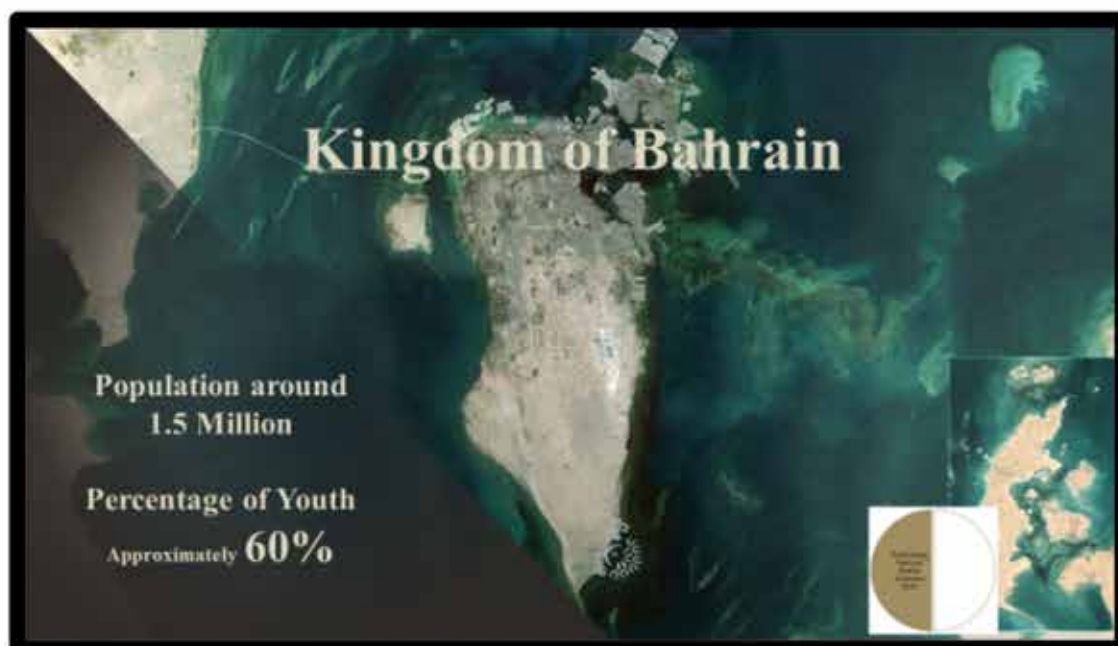 Kingdom of Bahrain
Population around
1.5 Million
Percentage of Youth
Approximately 60%